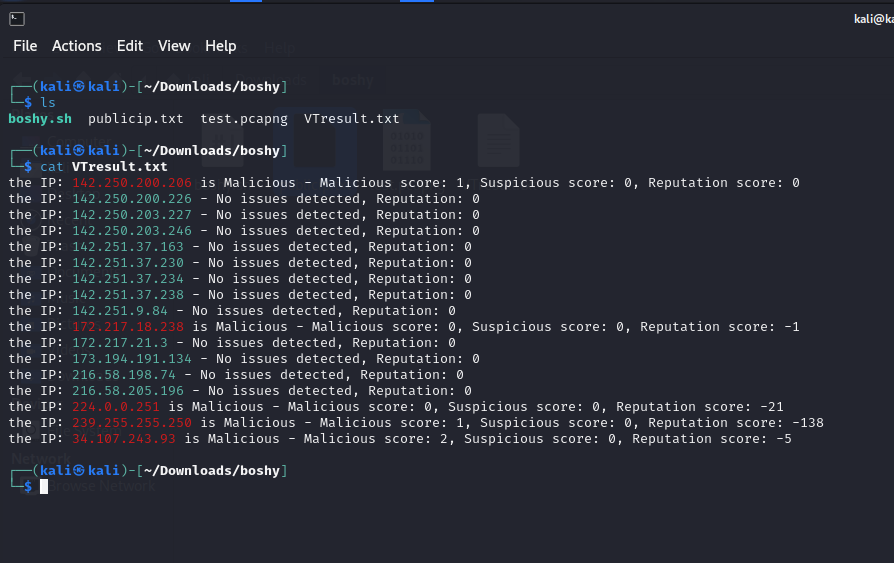 kali@ka
File Actions Edit View Help
┌──(kali㉿kali)-[~/Downloads/boshy]
└─$ ls
boshy.sh publicip.txt test.pcapng VTresult.txt
┌──(kali㉿kali)-[~/Downloads/boshy]
└─$ cat VTresult.txt
the IP: 142.250.200.206 is Malicious - Malicious score: 1, Suspicious score: 0, Reputation score: 0
the IP: 142.250.200.226 - No issues detected, Reputation: 0
the IP: 142.250.203.227 - No issues detected, Reputation: 0
the IP: 142.250.203.246 - No issues detected, Reputation: 0
the IP: 142.251.37.163 - No issues detected, Reputation: 0
the IP: 142.251.37.230 - No issues detected, Reputation: 0
the IP: 142.251.37.234 - No issues detected, Reputation: 0
the IP: 142.251.37.238 - No issues detected, Reputation: 0
the IP: 142.251.9.84 - No issues detected, Reputation: 0
the IP: 172.217.18.238 is Malicious - Malicious score: 0, Suspicious score: 0, Reputation score: -1
the IP: 172.217.21.3 - No issues detected, Reputation: 0
the IP: 173.194.191.134 - No issues detected, Reputation: 0
the IP: 216.58.198.74 - No issues detected, Reputation: 0
the IP: 216.58.205.196 - No issues detected, Reputation: 0
the IP: 224.0.0.251 is Malicious - Malicious score: 0, Suspicious score: 0, Reputation score: -21
the IP: 239.255.255.250 is Malicious - Malicious score: 1, Suspicious score: 0, Reputation score: -138
the IP: 34.107.243.93 is Malicious - Malicious score: 2, Suspicious score: 0, Reputation score: -5
Network
┌──(kali㉿kali)-[~/Downloads/boshy]
└─$
Browse Network